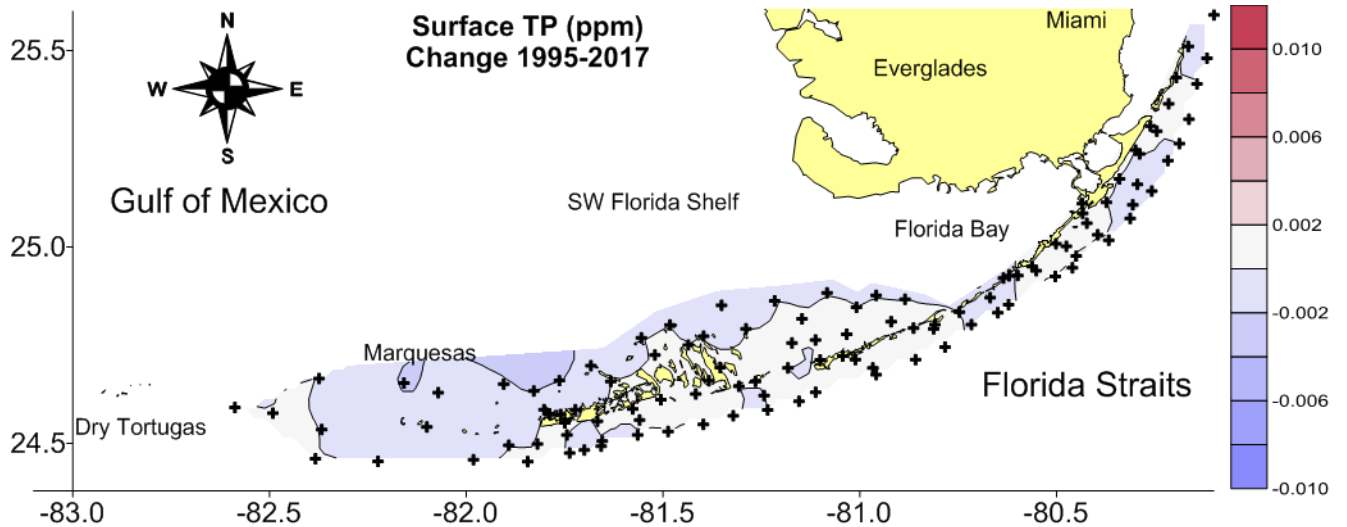 Surface TP (ppm)
Change 1995-2017
N
W
E
S
Miami
Everglades
Gulf of Mexico
SW Florida Shelf
Florida Bay
Marquesas
Dry Tortugas
Florida Straits
25.5
25.0
24.5
-83.0 -82.5 -82.0 -81.5 -81.0 -80.5
0.010
0.006
0.002
-0.002
-0.006
-0.010